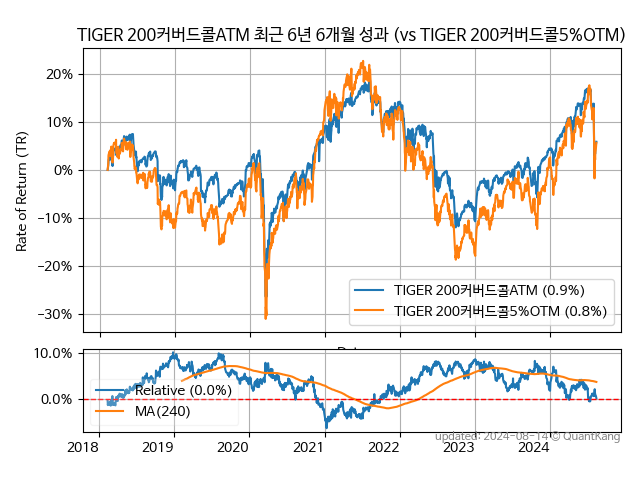 TIGER 200커버드콜ATM 최근 6년 6개월 성과 (vs TIGER 200커버드콜5%OTM)
Rate of Return (TR)
20%
10%
0%
−10%
−20%
−30%
TIGER 200커버드콜ATM (0.9%)
TIGER 200커버드콜5%OTM (0.8%)
10.0%
0.0%
Relative (0.0%)
MA(240)
2018
2019
2020
2021
2022
2023
2024
updated: 2024-08-14 © QuantKang